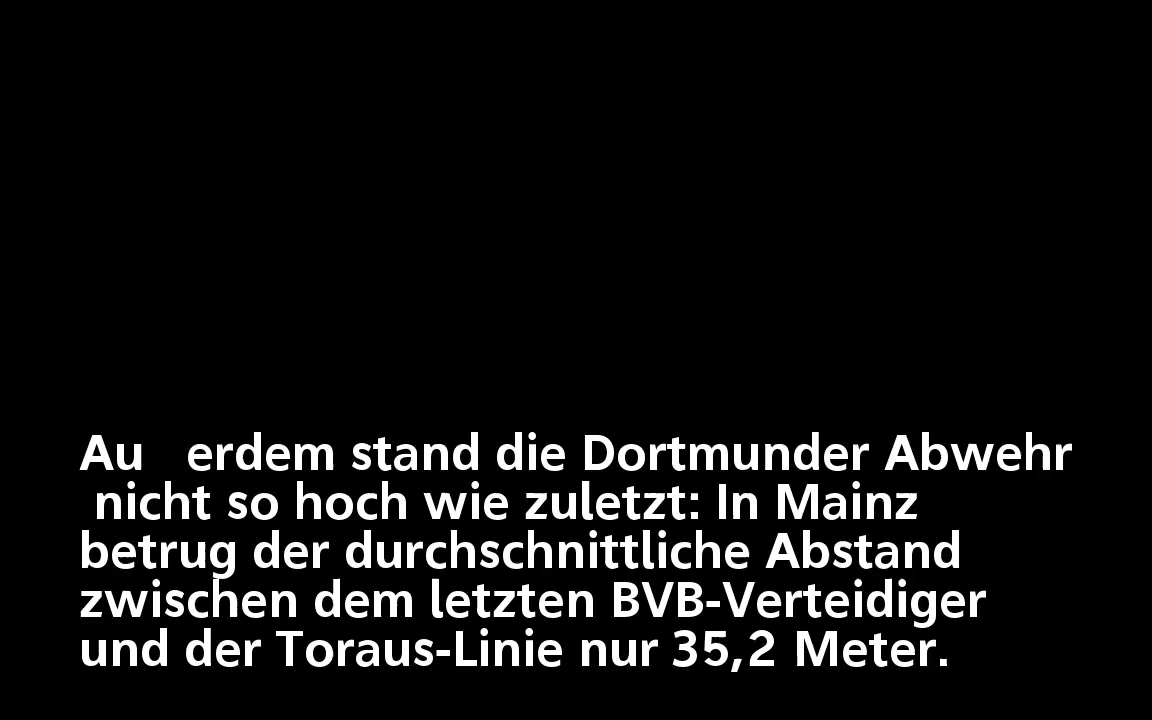 Au erdem stand die Dortmunder Abwehr
nicht so hoch wie zuletzt: In Mainz
betrug der durchschnittliche Abstand
zwischen dem letzten BVB-Verteidiger
und der Toraus-Linie nur 35,2 Meter.